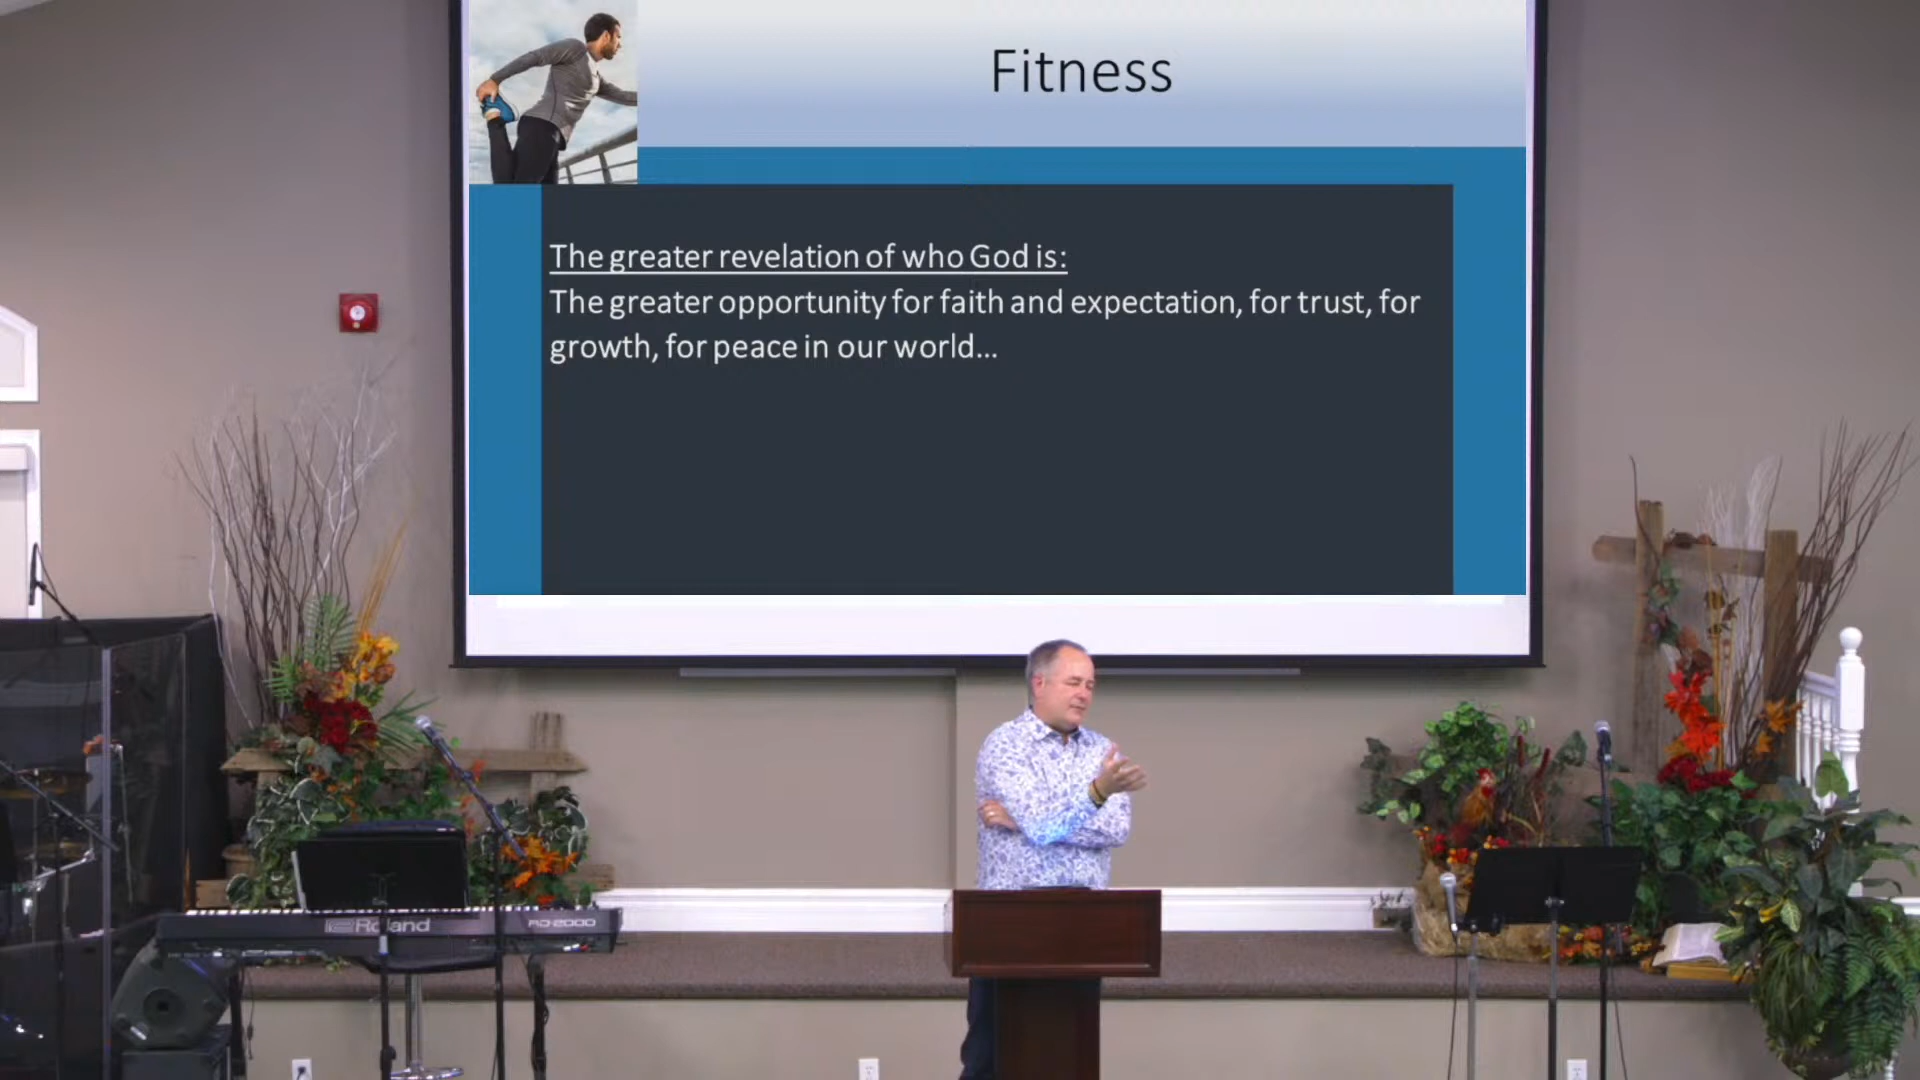 Fitness
The greater revelation of who God is:
The greater opportunity for faith and expectation, for trust, for
growth, for peace in our world...
Roland
RD-2000